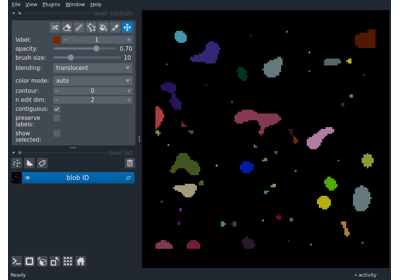 File View Plugins Window Help
layer controls
label: 1
opacity: 0.70
brush size: 10
blending: translucent
color mode: auto
contour: 0
n edit dim: 2
contiguous:
preserve
labels:
show
selected:
layer list
blob ID
Ready
activity